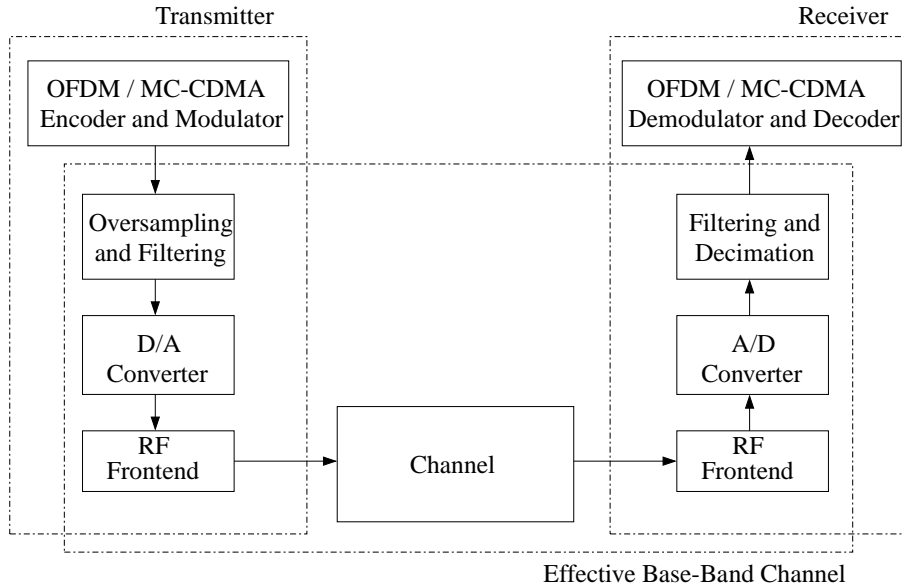 Transmitter
Receiver
OFDM / MC-CDMA
Encoder and Modulator
OFDM / MC-CDMA
Demodulator and Decoder
Oversampling
and Filtering
Filtering and
Decimation
D/A
Converter
A/D
Converter
RF
Frontend
Channel
RF
Frontend
Effective Base-Band Channel